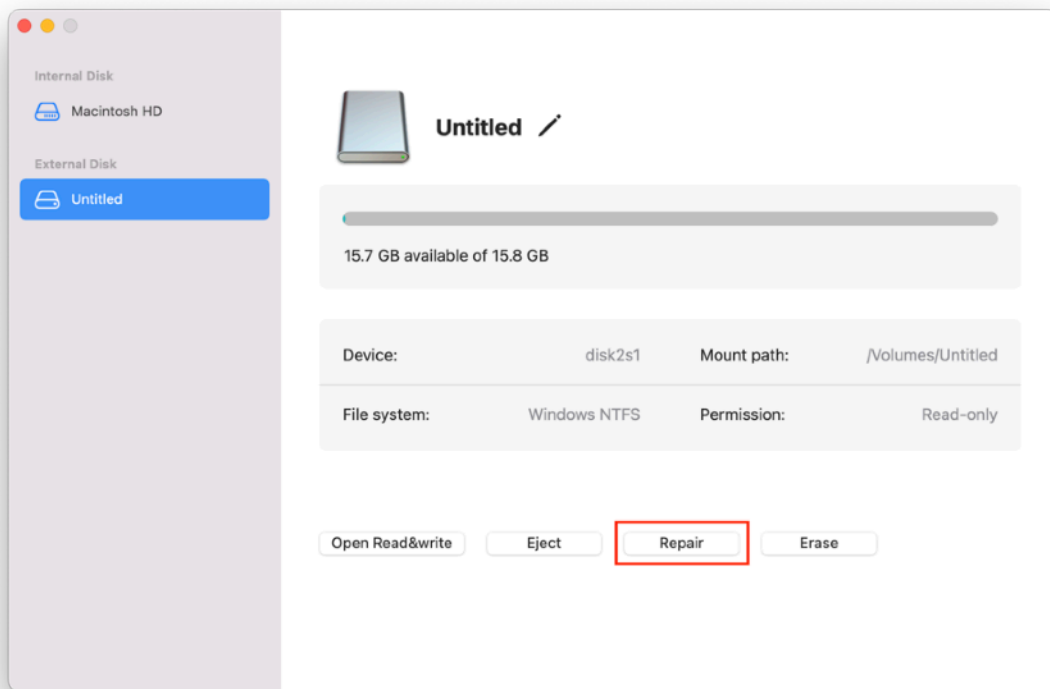 Internal Disk
Macintosh HD
External Disk
Untitled
Untitled
15.7 GB available of 15.8 GB
Device: disk2s1 Mount path: /Volumes/Untitled
File system: Windows NTFS Permission: Read-only
Open Read&write Eject Repair Erase